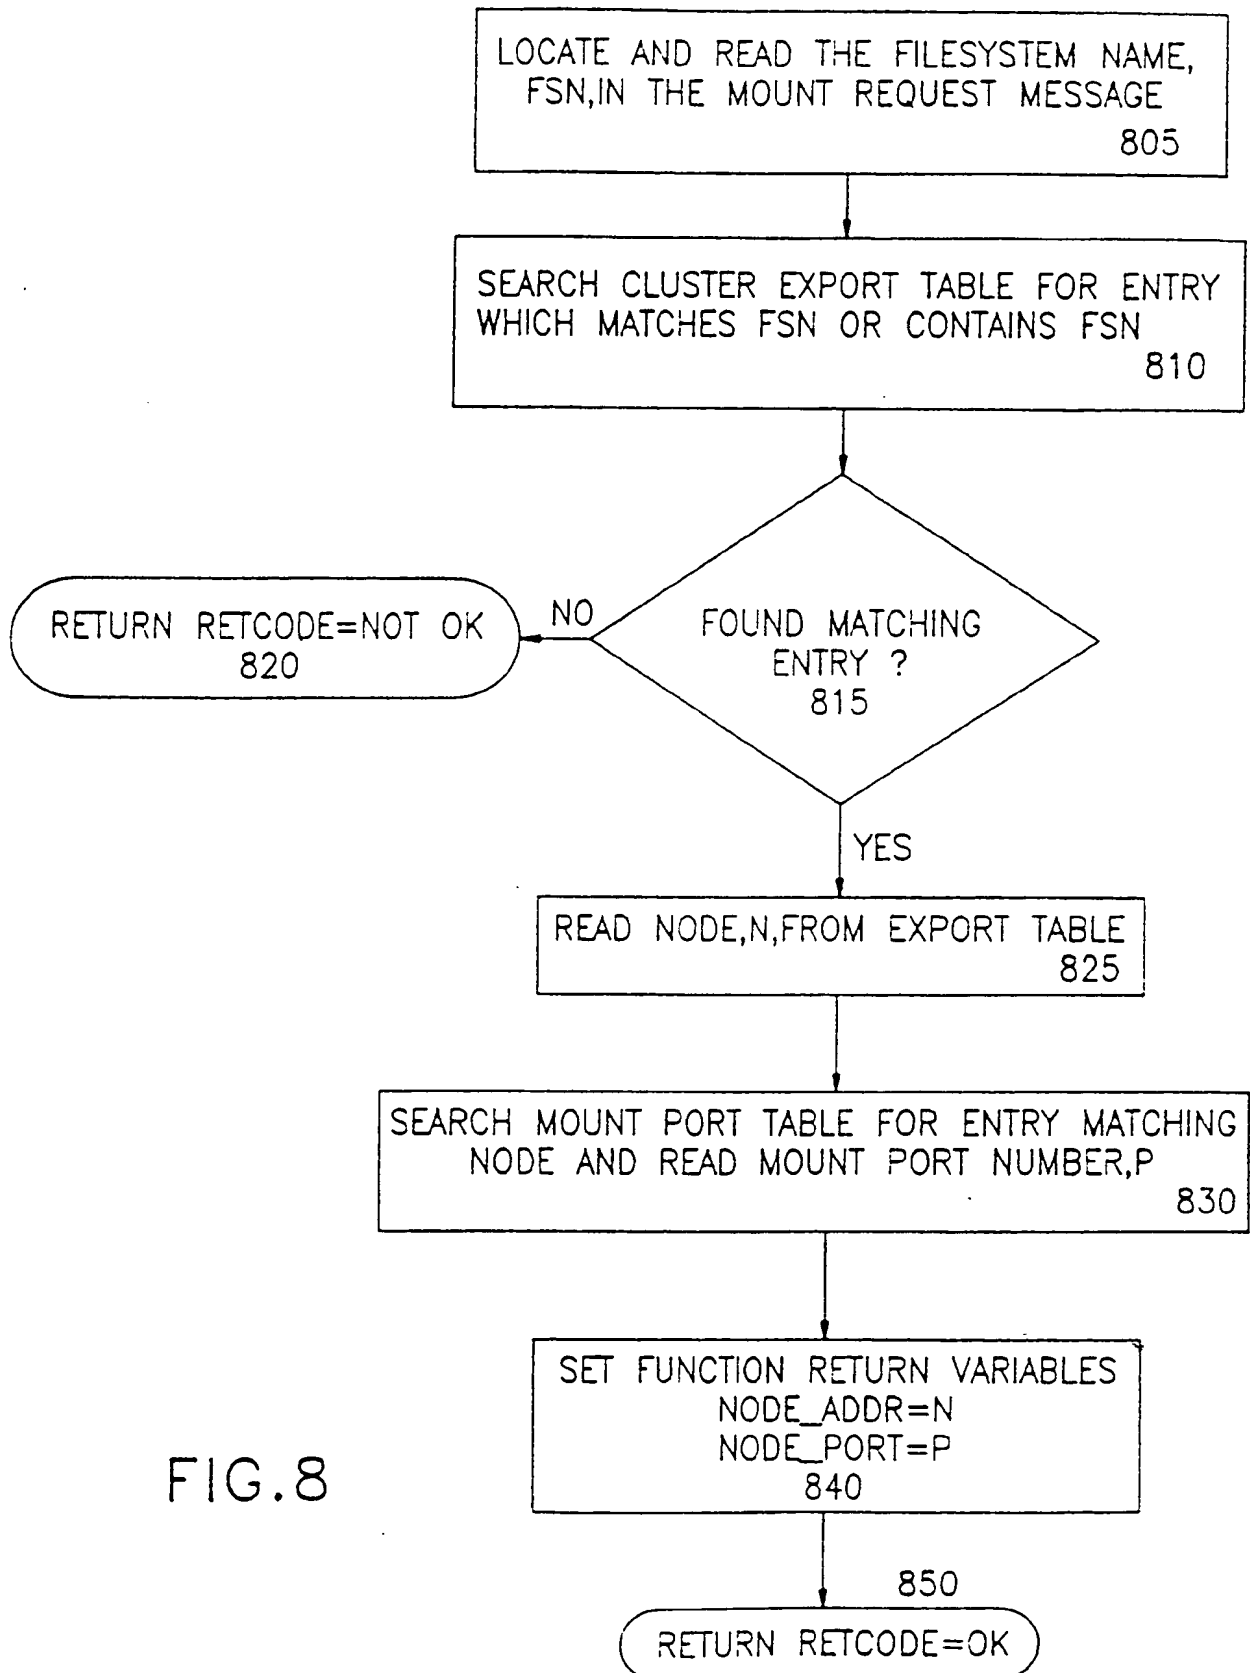 LOCATE AND READ THE FILESYSTEM NAME,
FSN,IN THE MOUNT REQUEST MESSAGE
805
SEARCH CLUSTER EXPORT TABLE FOR ENTRY
WHICH MATCHES FSN OR CONTAINS FSN
810
FOUND MATCHING
ENTRY ?
815
NO
RETURN RETCODE=NOT OK
820
YES
READ NODE,N,FROM EXPORT TABLE
825
SEARCH MOUNT PORT TABLE FOR ENTRY MATCHING
NODE AND READ MOUNT PORT NUMBER,P
830
SET FUNCTION RETURN VARIABLES
NODE_ADDR=N
NODE_PORT=P
840
850
RETURN RETCODE=OK
FIG.8